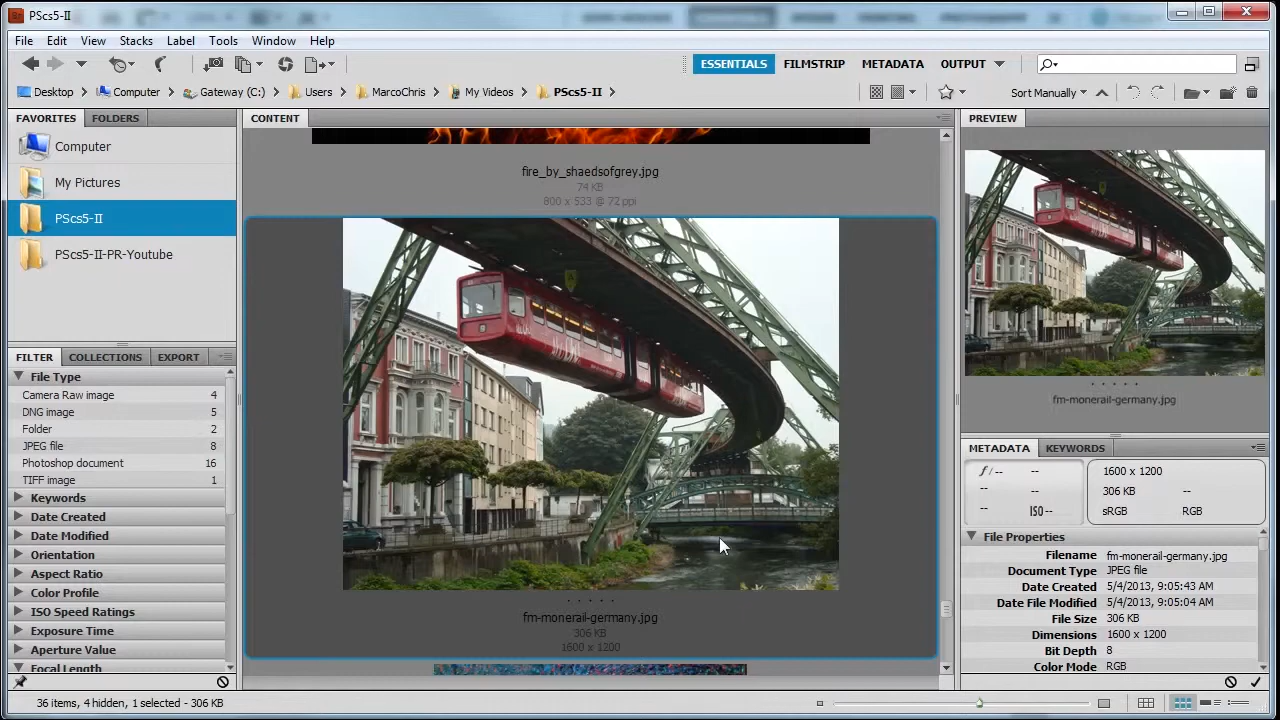 PScs5-II
File Edit View Stacks Label Tools Window Help
ESSENTIALS FILMSTRIP METADATA OUTPUT
Desktop Computer Gateway (C:) Users MarcoChris My Videos PScs5-II
Sort Manually
FAVORITES FOLDERS
Computer
My Pictures
PScs5-II
PScs5-II-PR-Youtube
FILTER COLLECTIONS EXPORT
File Type
Camera Raw image 4
DNG image 5
Folder 2
JPEG file 8
Photoshop document 16
TIFF image 1
Keywords
Date Created
Date Modified
Orientation
Aspect Ratio
Color Profile
ISO Speed Ratings
Exposure Time
Aperture Value
Focal Length
CONTENT
fire_by_shaedsofgrey.jpg
74 KB
800 x 533 @ 72 ppi
fm-monerail-germany.jpg
306 KB
1600 x 1200
PREVIEW
fm-monerail-germany.jpg
METADATA KEYWORDS
f/-- --
-- --
-- ISO--
1600 x 1200
306 KB --
sRGB RGB
File Properties
Filename fm-monerail-germany.jpg
Document Type JPEG file
Date Created 5/4/2013, 9:05:43 AM
Date File Modified 5/4/2013, 9:05:04 AM
File Size 306 KB
Dimensions 1600 x 1200
Bit Depth 8
Color Mode RGB
36 items, 4 hidden, 1 selected - 306 KB